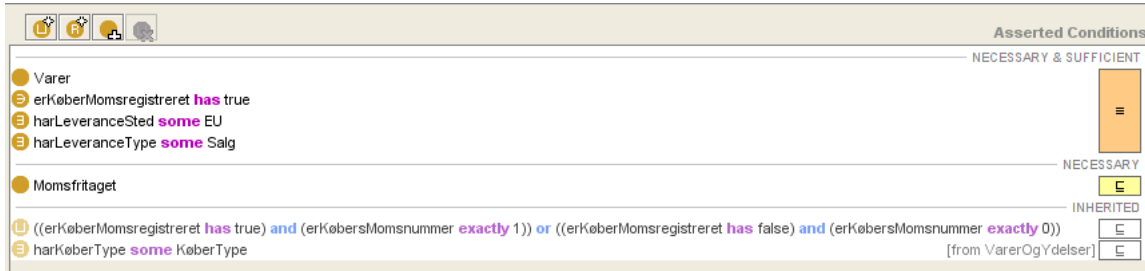 Asserted Conditions
NECESSARY & SUFFICIENT
Varer
erKøberMomsregistreret has true
harLeveranceSted some EU
harLeveranceType some Salg
NECESSARY
Momsfritaget
INHERITED
((erKøberMomsregistreret has true) and (erKøbersMomsnummer exactly 1)) or ((erKøberMomsregistreret has false) and (erKøbersMomsnummer exactly 0))
harKøberType some KøberType [from VarerOgYdelser]